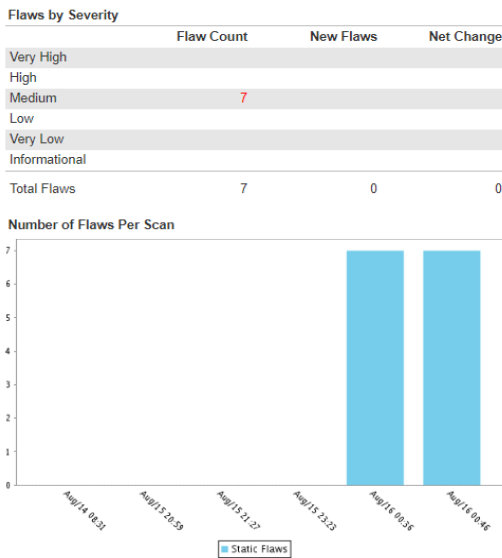 Flaws by Severity
Flaw Count New Flaws Net Change
Very High
High
Medium 7
Low
Very Low
Informational
Total Flaws 7 0 0
Number of Flaws Per Scan
7
6
5
4
3
2
1
0
Aug/14 08:31 Aug/15 20:59 Aug/15 21:27 Aug/15 23:23 Aug/16 00:36 Aug/16 00:46
Static Flaws